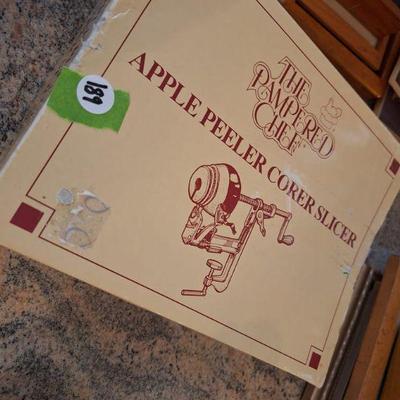 189
THE
PAMPERED
CHEF
APPLE PEELER CORER SLICER